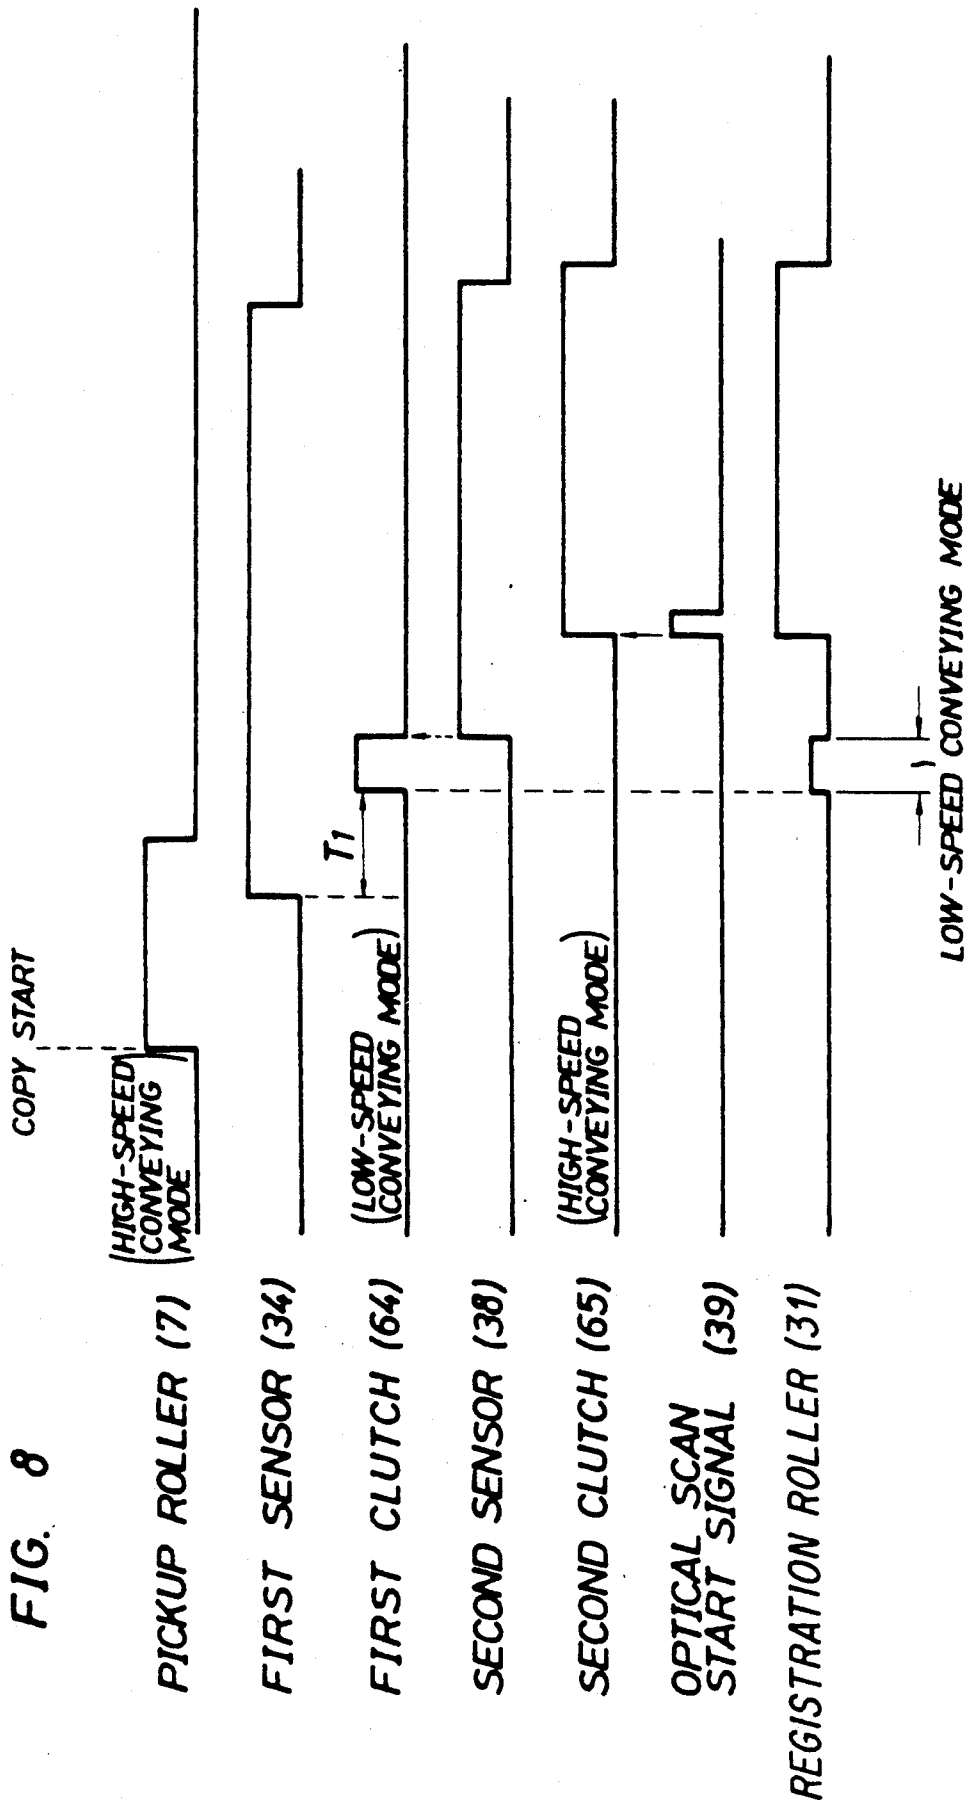 FIG. 8
COPY START
PICKUP ROLLER (7)
(HIGH-SPEED
CONVEYING
MODE)
FIRST SENSOR (34)
T1
FIRST CLUTCH (64)
(LOW-SPEED
CONVEYING MODE)
SECOND SENSOR (38)
SECOND CLUTCH (65)
(HIGH-SPEED
CONVEYING MODE)
OPTICAL SCAN
START SIGNAL (39)
REGISTRATION ROLLER (31)
LOW-SPEED CONVEYING MODE